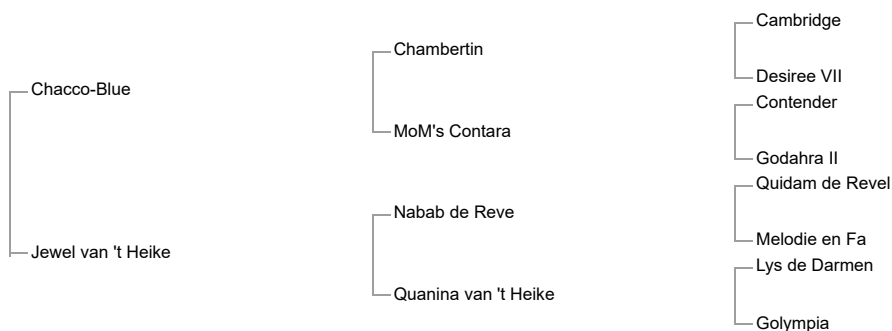 Cambridge
Chambertin
Desiree VII
Chacco-Blue
Contender
MoM's Contara
Godahra II
Quidam de Revel
Nabab de Reve
Melodie en Fa
Jewel van 't Heike
Lys de Darmen
Quanina van 't Heike
Golympia